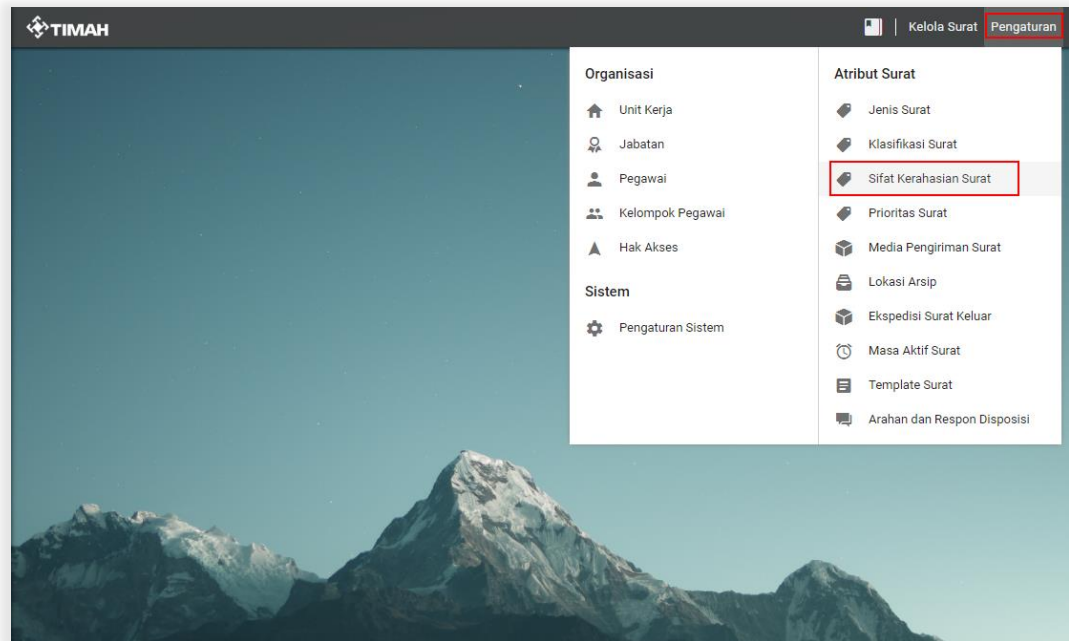 TIMAH
Kelola Surat
Pengaturan
Organisasi
Unit Kerja
Jabatan
Pegawai
Kelompok Pegawai
Hak Akses
Sistem
Pengaturan Sistem
Atribut Surat
Jenis Surat
Klasifikasi Surat
Sifat Kerahasian Surat
Prioritas Surat
Media Pengiriman Surat
Lokasi Arsip
Ekspedisi Surat Keluar
Masa Aktif Surat
Template Surat
Arahan dan Respon Disposisi